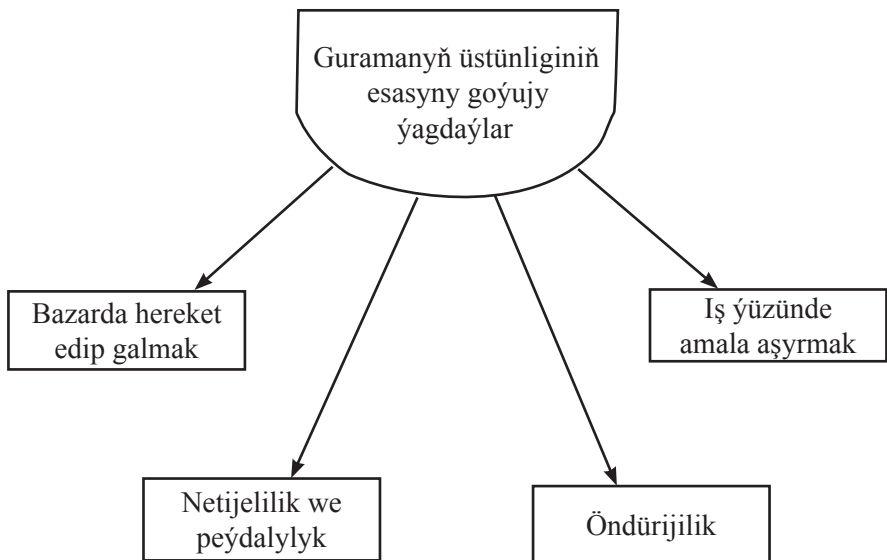 Guramanyň üstünliginiň
esasyny goýujy
ýagdaýlar
Bazarda hereket
edip galmak
Iş ýüzünde
amala aşyrmak
Netijelilik we
peýdalylyk
Öndürijilik